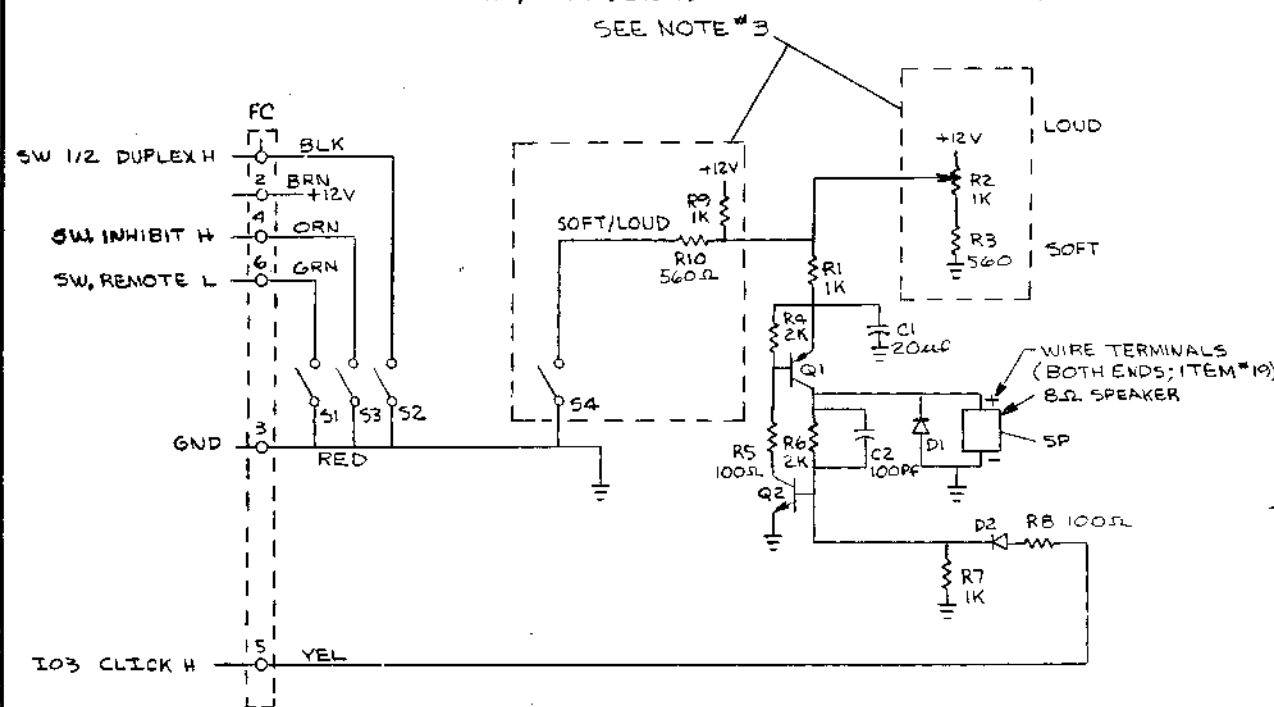 SEE NOTE #3
FC
1
SW 1/2 DUPLEX H
BLK
2
BRN
+12V
4
SW. INHIBIT H
ORN
6
SW. REMOTE L
GRN
S1
S3
S2
3
GND
RED
SOFT/LOUD
+12V
R9
1K
R10
560Ω
S4
LOUD
+12V
R2
1K
R3
560
SOFT
R1
1K
R4
2K
C1
20uf
Q1
WIRE TERMINALS
(BOTH ENDS; ITEM #19)
8Ω SPEAKER
+
SP
-
D1
R5
100Ω
R6
2K
C2
100Pf
Q2
D2
R8 100Ω
R7
1K
5
IO3 CLICK H
YEL